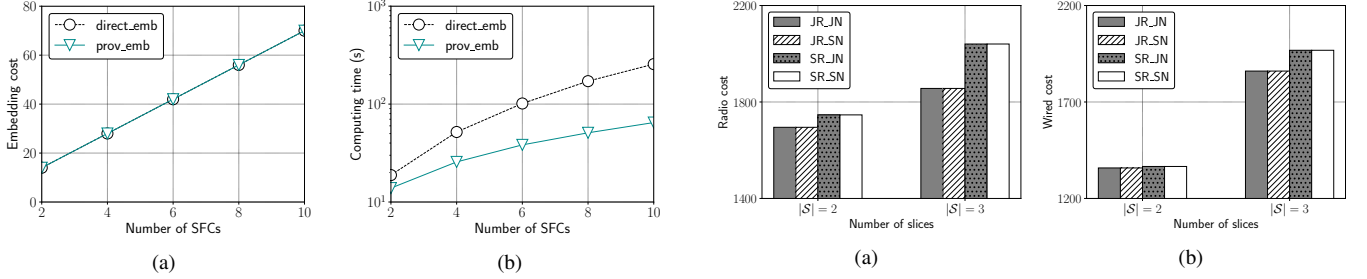 80
60
40
20
0
Embedding cost
direct_emb
prov_emb
2
4
6
8
10
Number of SFCs
(a)
10³
10²
10¹
Computing time (s)
direct_emb
prov_emb
2
4
6
8
10
Number of SFCs
(b)
2200
1800
1400
Radio cost
JR_JN
JR_SN
SR_JN
SR_SN
|𝒮| = 2
|𝒮| = 3
Number of slices
(a)
2200
1700
1200
Wired cost
JR_JN
JR_SN
SR_JN
SR_SN
|𝒮| = 2
|𝒮| = 3
Number of slices
(b)